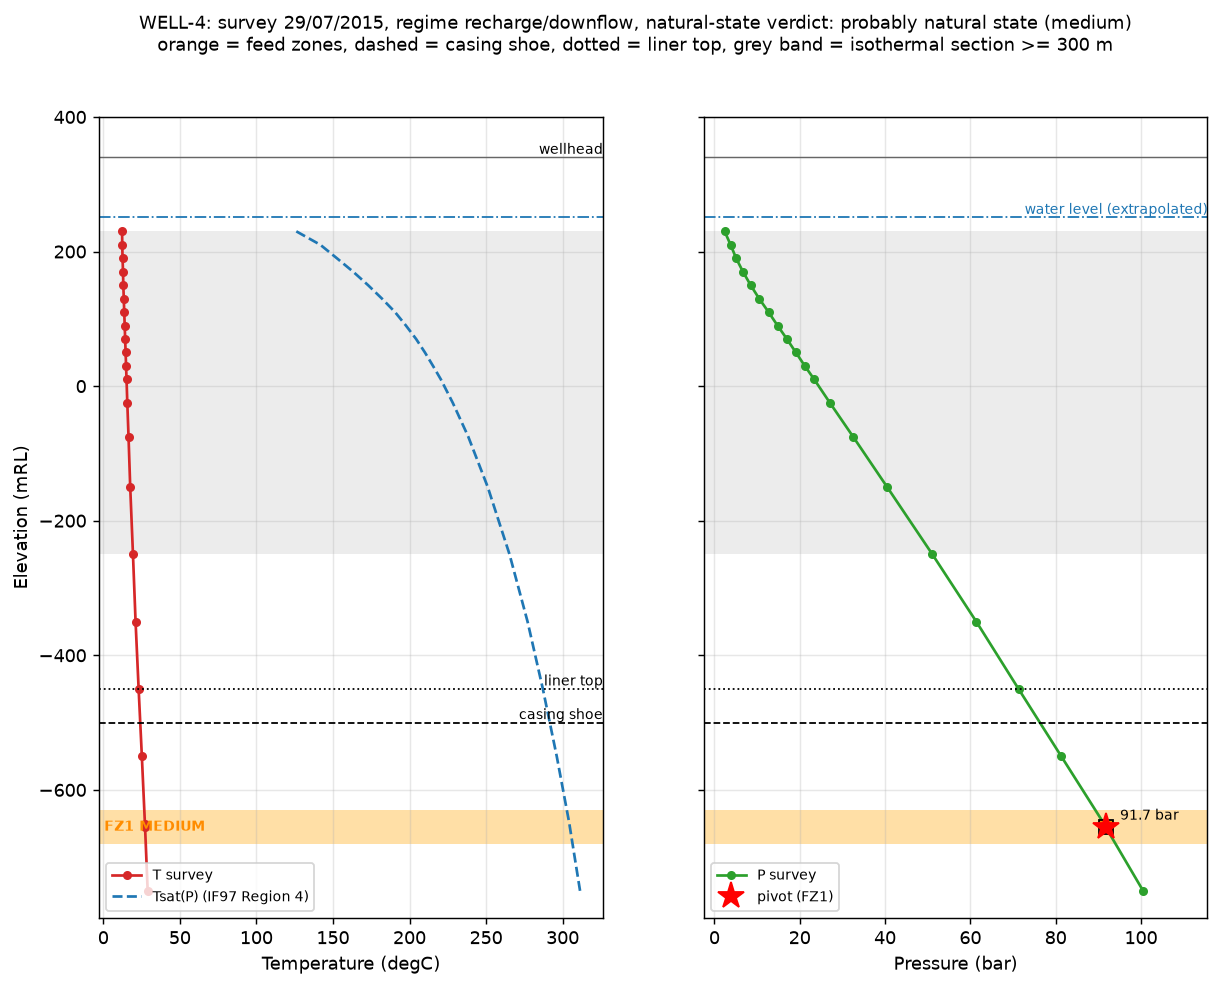 WELL-4: survey 29/07/2015, regime recharge/downflow, natural-state verdict: probably natural state (medium)
orange = feed zones, dashed = casing shoe, dotted = liner top, grey band = isothermal section >= 300 m
400
200
0
−200
−400
−600
Elevation (mRL)
wellhead
liner top
casing shoe
FZ1 MEDIUM
T survey
Tsat(P) (IF97 Region 4)
0
50
100
150
200
250
300
Temperature (degC)
water level (extrapolated)
91.7 bar
P survey
pivot (FZ1)
0
20
40
60
80
100
Pressure (bar)